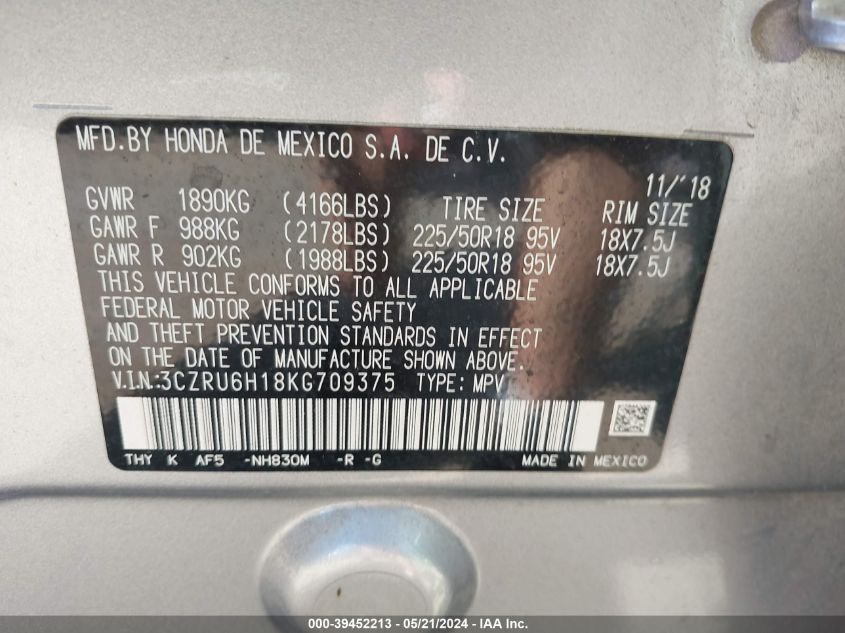 MFD.BY HONDA DE MEXICO S.A. DE C.V.
11/'18
GVWR 1890KG (4166LBS) TIRE SIZE RIM SIZE
GAWR F 988KG (2178LBS) 225/50R18 95V 18X7.5J
GAWR R 902KG (1988LBS) 225/50R18 95V 18X7.5J
THIS VEHICLE CONFORMS TO ALL APPLICABLE
FEDERAL MOTOR VEHICLE SAFETY
AND THEFT PREVENTION STANDARDS IN EFFECT
ON THE DATE OF MANUFACTURE SHOWN ABOVE.
V.I.N.:3CZRU6H18KG709375 TYPE: MPV
THY K AF5 -NH830M -R -G MADE IN MEXICO
000-39452213 / 05/21/2024 / IAA Inc.